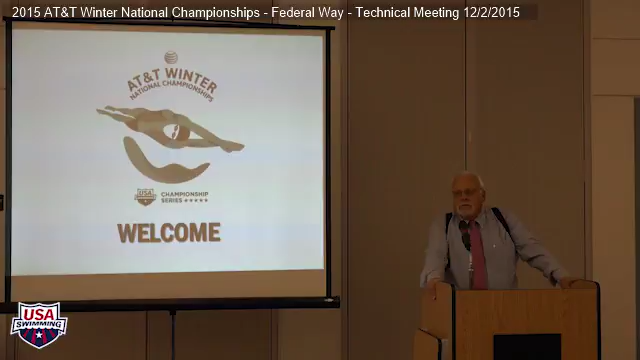 2015 AT&T Winter National Championships - Federal Way - Technical Meeting 12/2/2015
AT&T WINTER
NATIONAL CHAMPIONSHIPS
USA
SWIMMING
CHAMPIONSHIP
SERIES
WELCOME
USA
SWIMMING